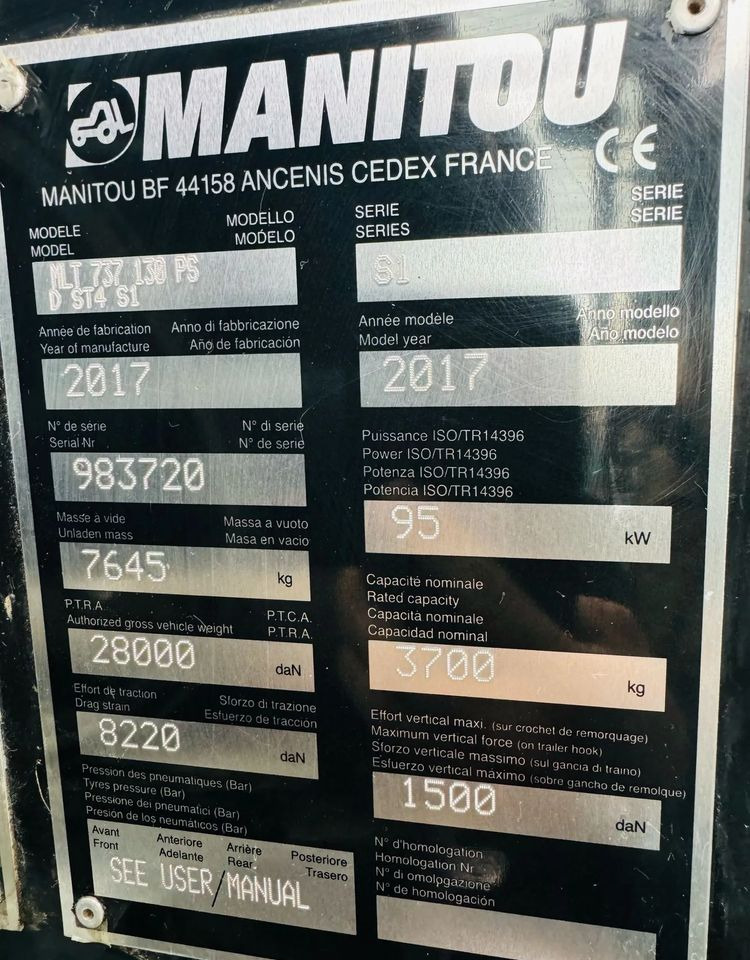 MANITOU
CE
MANITOU BF 44158 ANCENIS CEDEX FRANCE
MODELE MODELLO
MODEL MODELO
MLT 737 130 PS
D ST4 S1
Année de fabrication Anno di fabbricazione
Year of manufacture Año de fabricación
2017
N° de série N° di serie
Serial Nr N° de serie
983720
Masse à vide Massa a vuoto
Unladen mass Masa en vacio
7645 kg
P.T.R.A. P.T.C.A.
Authorized gross vehicle weight P.T.R.A.
28000 daN
Effort de traction Sforzo di trazione
Drag strain Esfuerzo de tracción
8220 daN
Pression des pneumatiques (Bar)
Tyres pressure (Bar)
Pressione dei pneumatici (Bar)
Presión de los neumáticos (Bar)
Avant Anteriore Arrière Posteriore
Front Adelante Rear Trasero
SEE USER/MANUAL
SERIE SERIE
SERIES SERIE
S1
Année modèle Anno modello
Model year Año modelo
2017
Puissance ISO/TR14396
Power ISO/TR14396
Potenza ISO/TR14396
Potencia ISO/TR14396
95 kW
Capacité nominale
Rated capacity
Capacitá nominale
Capacidad nominal
3700 kg
Effort vertical maxi. (sur crochet de remorquage)
Maximum vertical force (on trailer hook)
Sforzo verticale massimo (sul gancia di traino)
Esfuerzo vertical máximo (sobre gancho de remolque)
1500 daN
N° d'homologation
Homologation Nr
N° di omologazione
N° de homologación